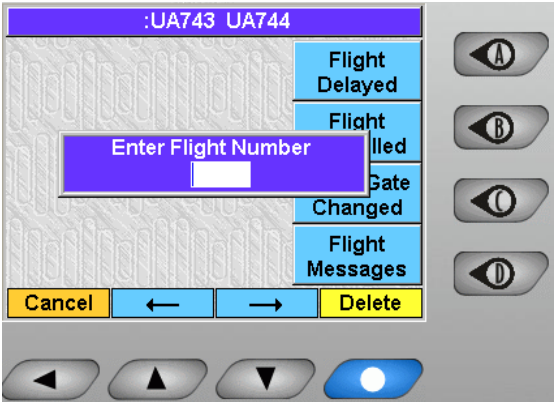 :UA743 UA744
Flight
Delayed
A
Flight
lled
B
Enter Flight Number
Gate
Changed
C
Flight
Messages
D
Cancel ← → Delete